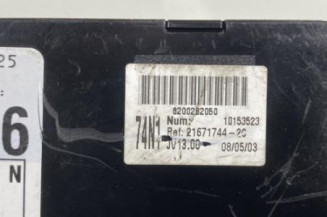 25
:
6
N
8200282050
74N1
Num: 10153523
Ref: 21671744-2C
JV13.00 08/05/03